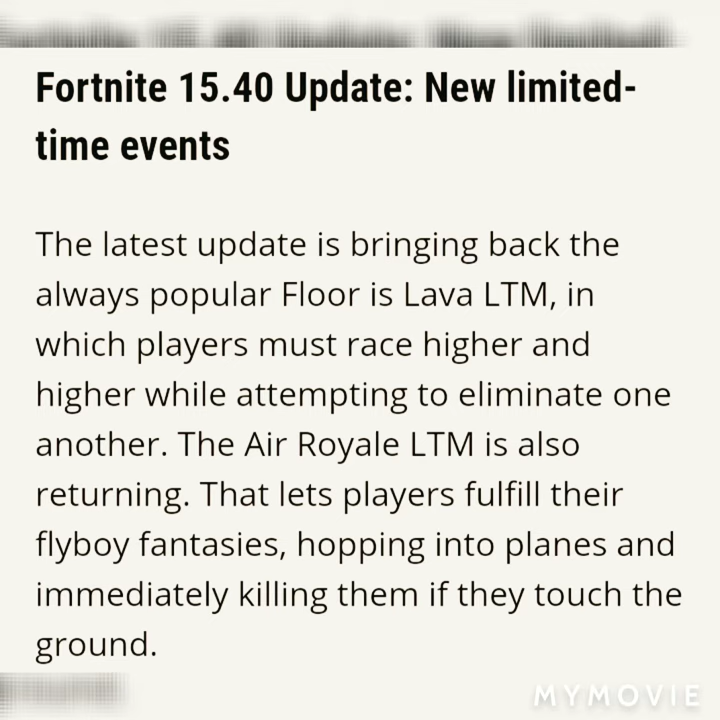 Fortnite 15.40 Update: New limited-
time events
The latest update is bringing back the
always popular Floor is Lava LTM, in
which players must race higher and
higher while attempting to eliminate one
another. The Air Royale LTM is also
returning. That lets players fulfill their
flyboy fantasies, hopping into planes and
immediately killing them if they touch the
ground.
MYMOVIE